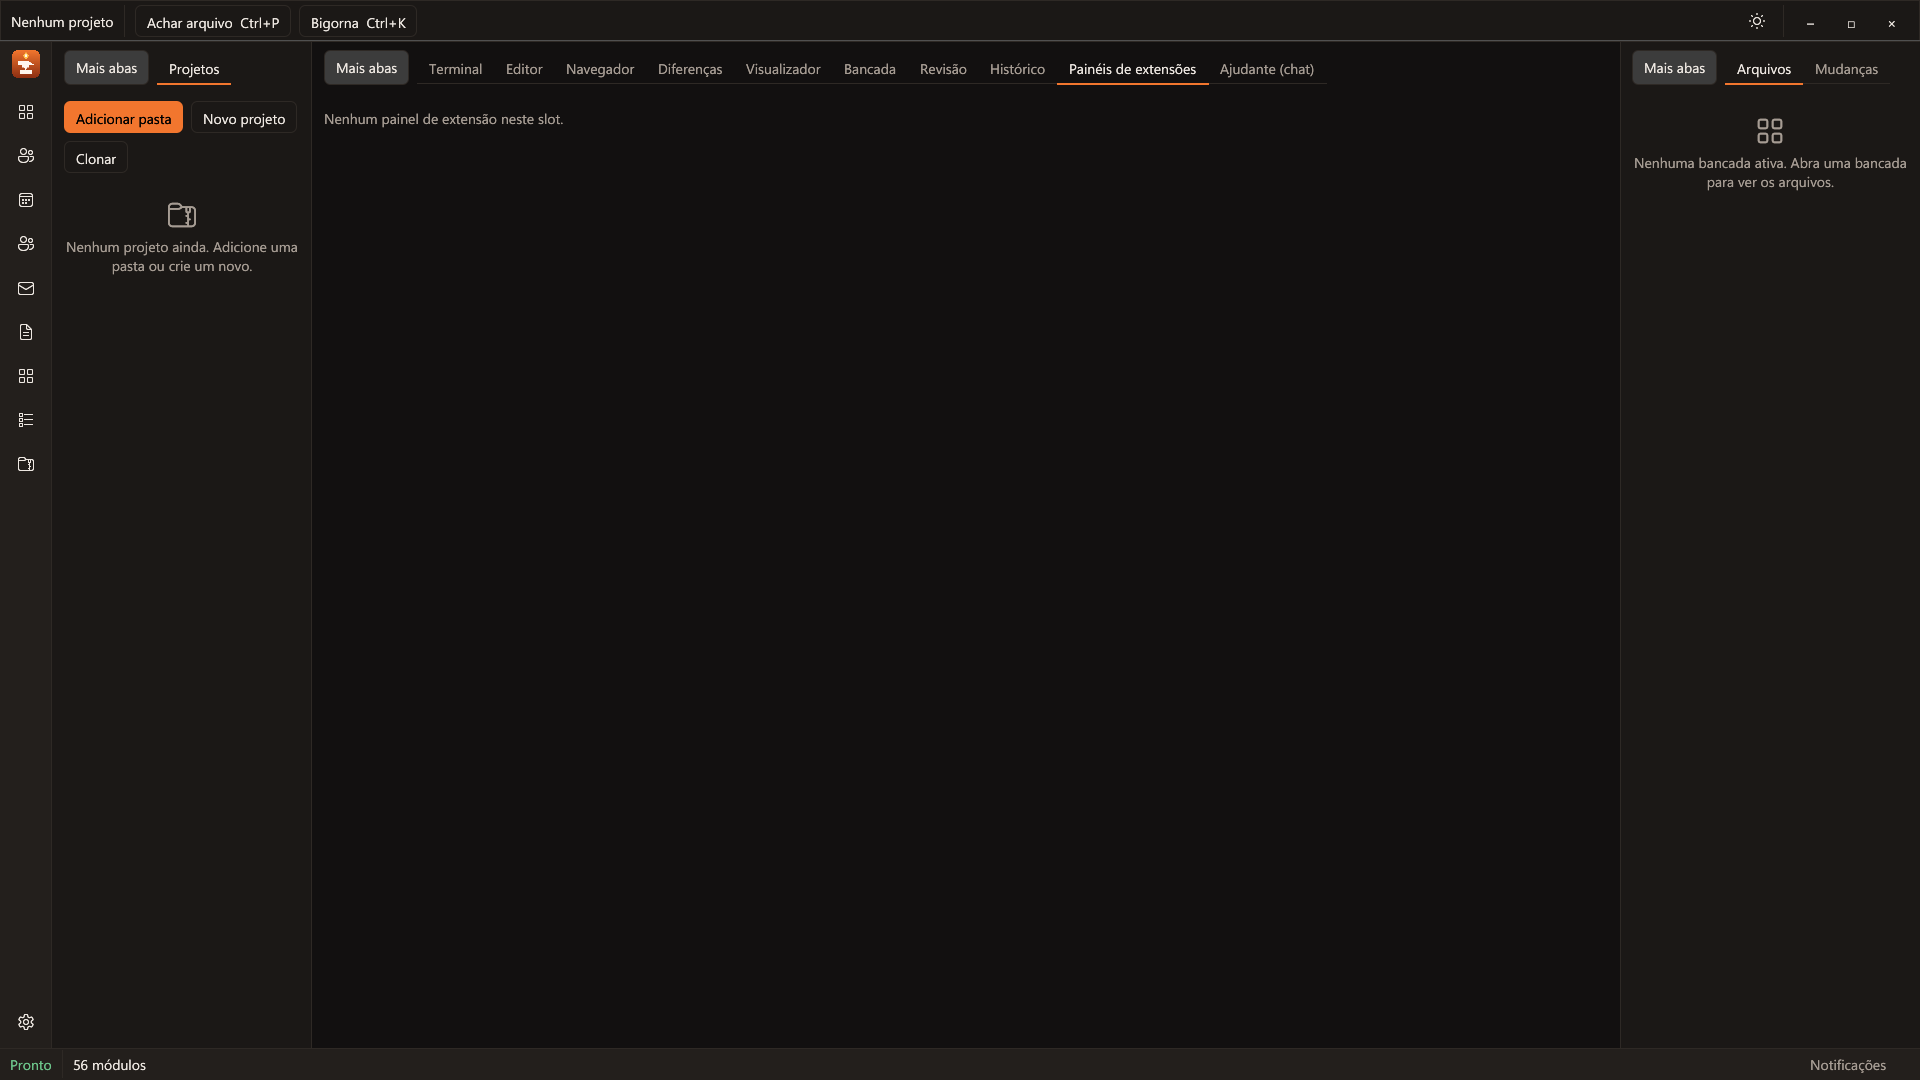 Nenhum projeto
Achar arquivo Ctrl+P
Bigorna Ctrl+K
Mais abas
Projetos
Adicionar pasta
Novo projeto
Clonar
Nenhum projeto ainda. Adicione uma
pasta ou crie um novo.
Mais abas
Terminal
Editor
Navegador
Diferenças
Visualizador
Bancada
Revisão
Histórico
Painéis de extensões
Ajudante (chat)
Nenhum painel de extensão neste slot.
Mais abas
Arquivos
Mudanças
Nenhuma bancada ativa. Abra uma bancada
para ver os arquivos.
Pronto
56 módulos
Notificações